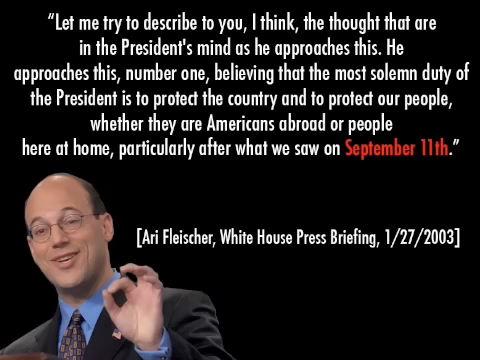 “Let me try to describe to you, I think, the thought that are
in the President's mind as he approaches this. He
approaches this, number one, believing that the most solemn duty of
the President is to protect the country and to protect our people,
whether they are Americans abroad or people
here at home, particularly after what we saw on September 11th.”
[Ari Fleischer, White House Press Briefing, 1/27/2003]